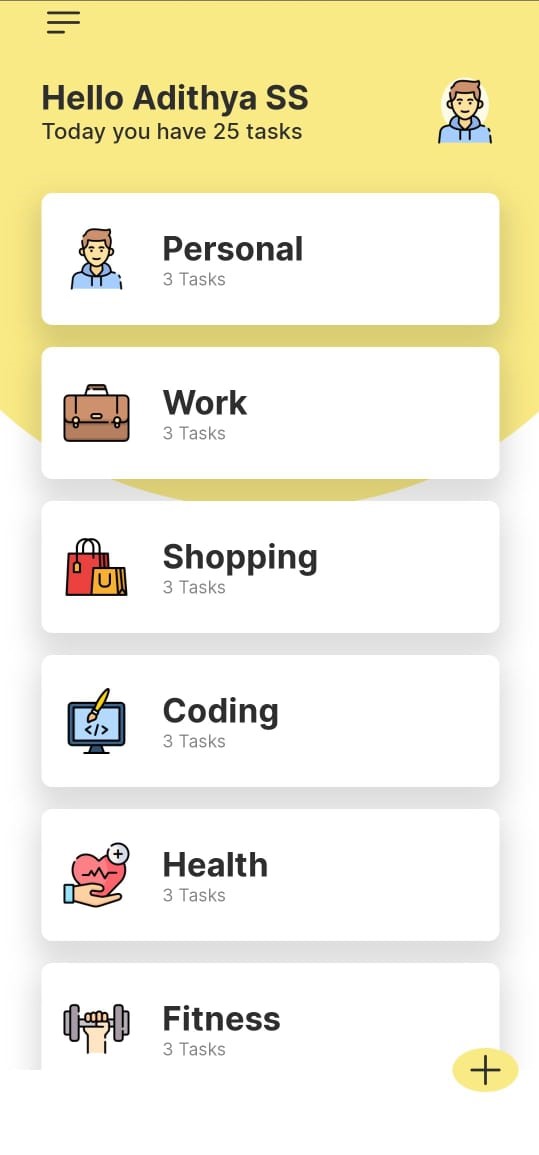 Hello Adithya SS
Today you have 25 tasks
Personal
3 Tasks
Work
3 Tasks
Shopping
3 Tasks
Coding
</>
3 Tasks
Health
3 Tasks
Fitness
3 Tasks